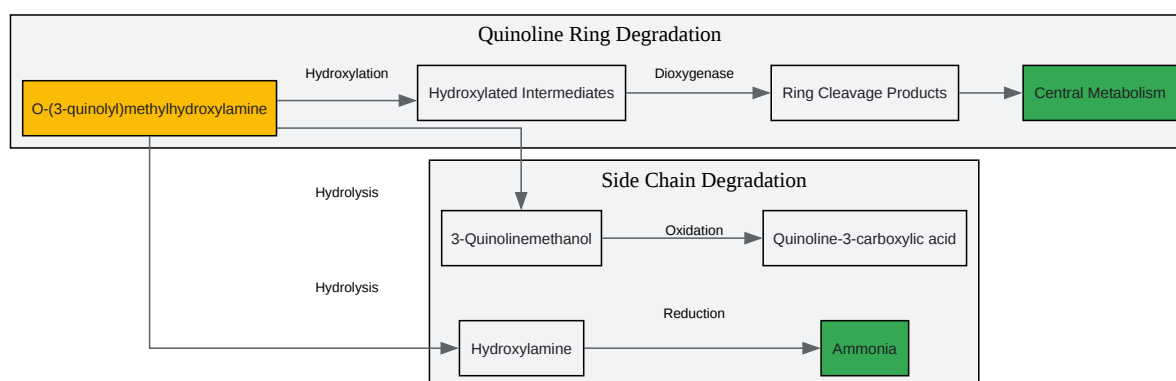 Quinoline Ring Degradation
Hydroxylation
Dioxygenase
O-(3-quinolyl)methylhydroxylamine
Hydroxylated Intermediates
Ring Cleavage Products
Central Metabolism
Side Chain Degradation
Hydrolysis
3-Quinolinemethanol
Oxidation
Quinoline-3-carboxylic acid
Hydrolysis
Reduction
Hydroxylamine
Ammonia